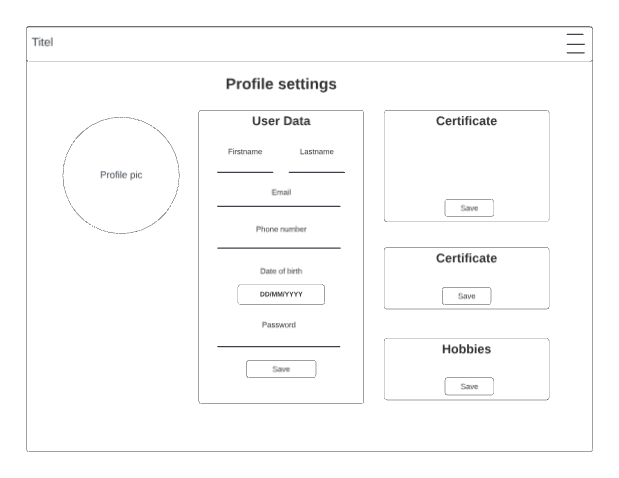 Titel
Profile settings
Profile pic
User Data
Firstname Lastname
Email
Phone number
Date of birth
DD/MM/YYYY
Password
Save
Certificate
Save
Certificate
Save
Hobbies
Save